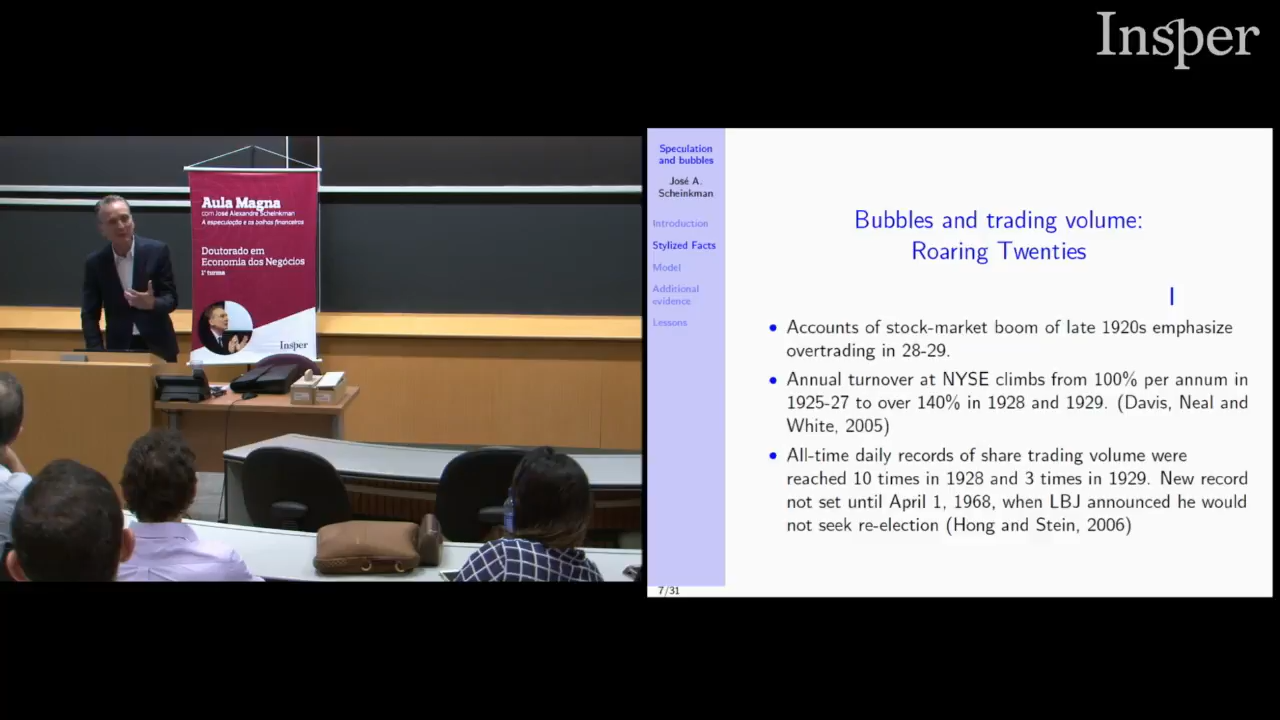 Insper
Aula Magna
com José Alexandre Scheinkman
A especulação e as bolhas financeiras
Doutorado em
Economia dos Negócios
1ª turma
Insper
Speculation
and bubbles
José A.
Scheinkman
Introduction
Stylized Facts
Model
Additional
evidence
Lessons
Bubbles and trading volume:
Roaring Twenties
• Accounts of stock-market boom of late 1920s emphasize
overtrading in 28-29.
• Annual turnover at NYSE climbs from 100% per annum in
1925-27 to over 140% in 1928 and 1929. (Davis, Neal and
White, 2005)
• All-time daily records of share trading volume were
reached 10 times in 1928 and 3 times in 1929. New record
not set until April 1, 1968, when LBJ announced he would
not seek re-election (Hong and Stein, 2006)
7/31